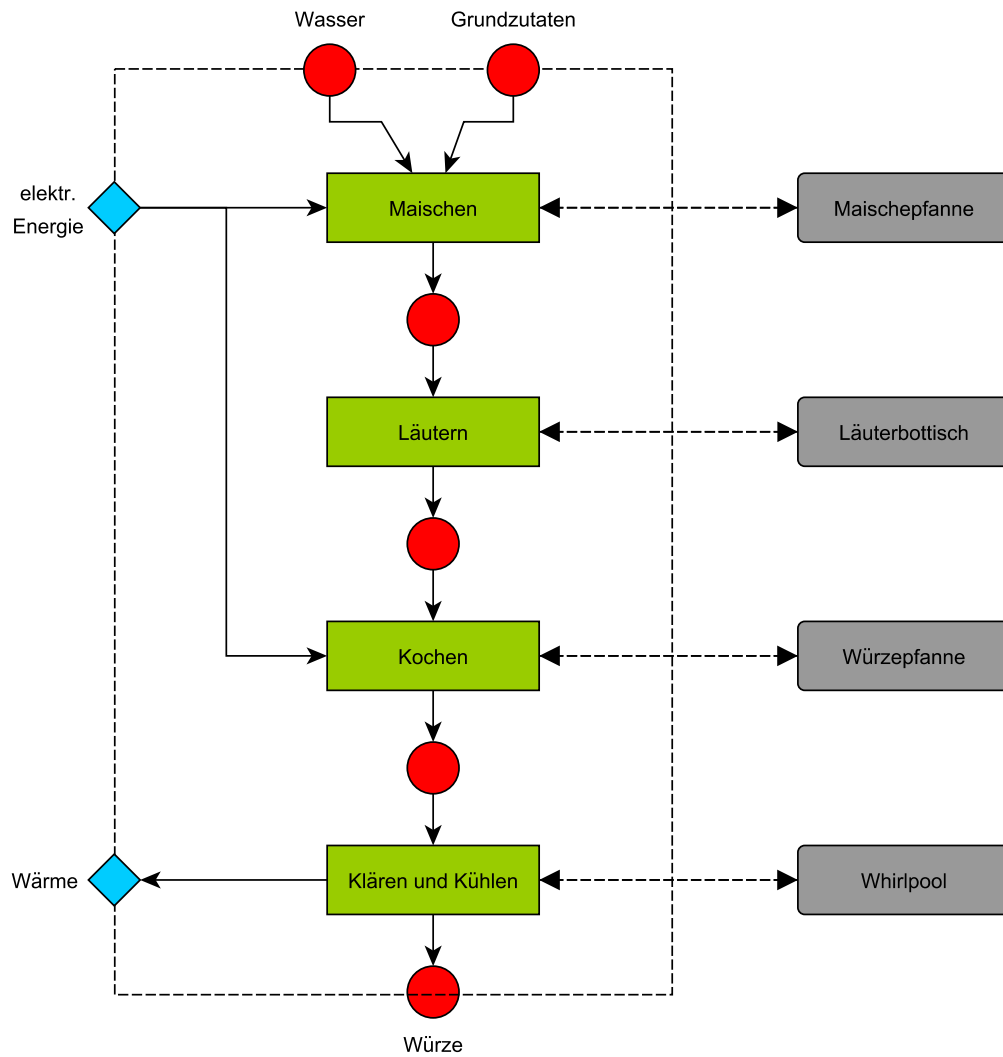 Wasser
Grundzutaten
elektr.
Energie
Maischen
Maischepfanne
Läutern
Läuterbottisch
Kochen
Würzepfanne
Wärme
Klären und Kühlen
Whirlpool
Würze